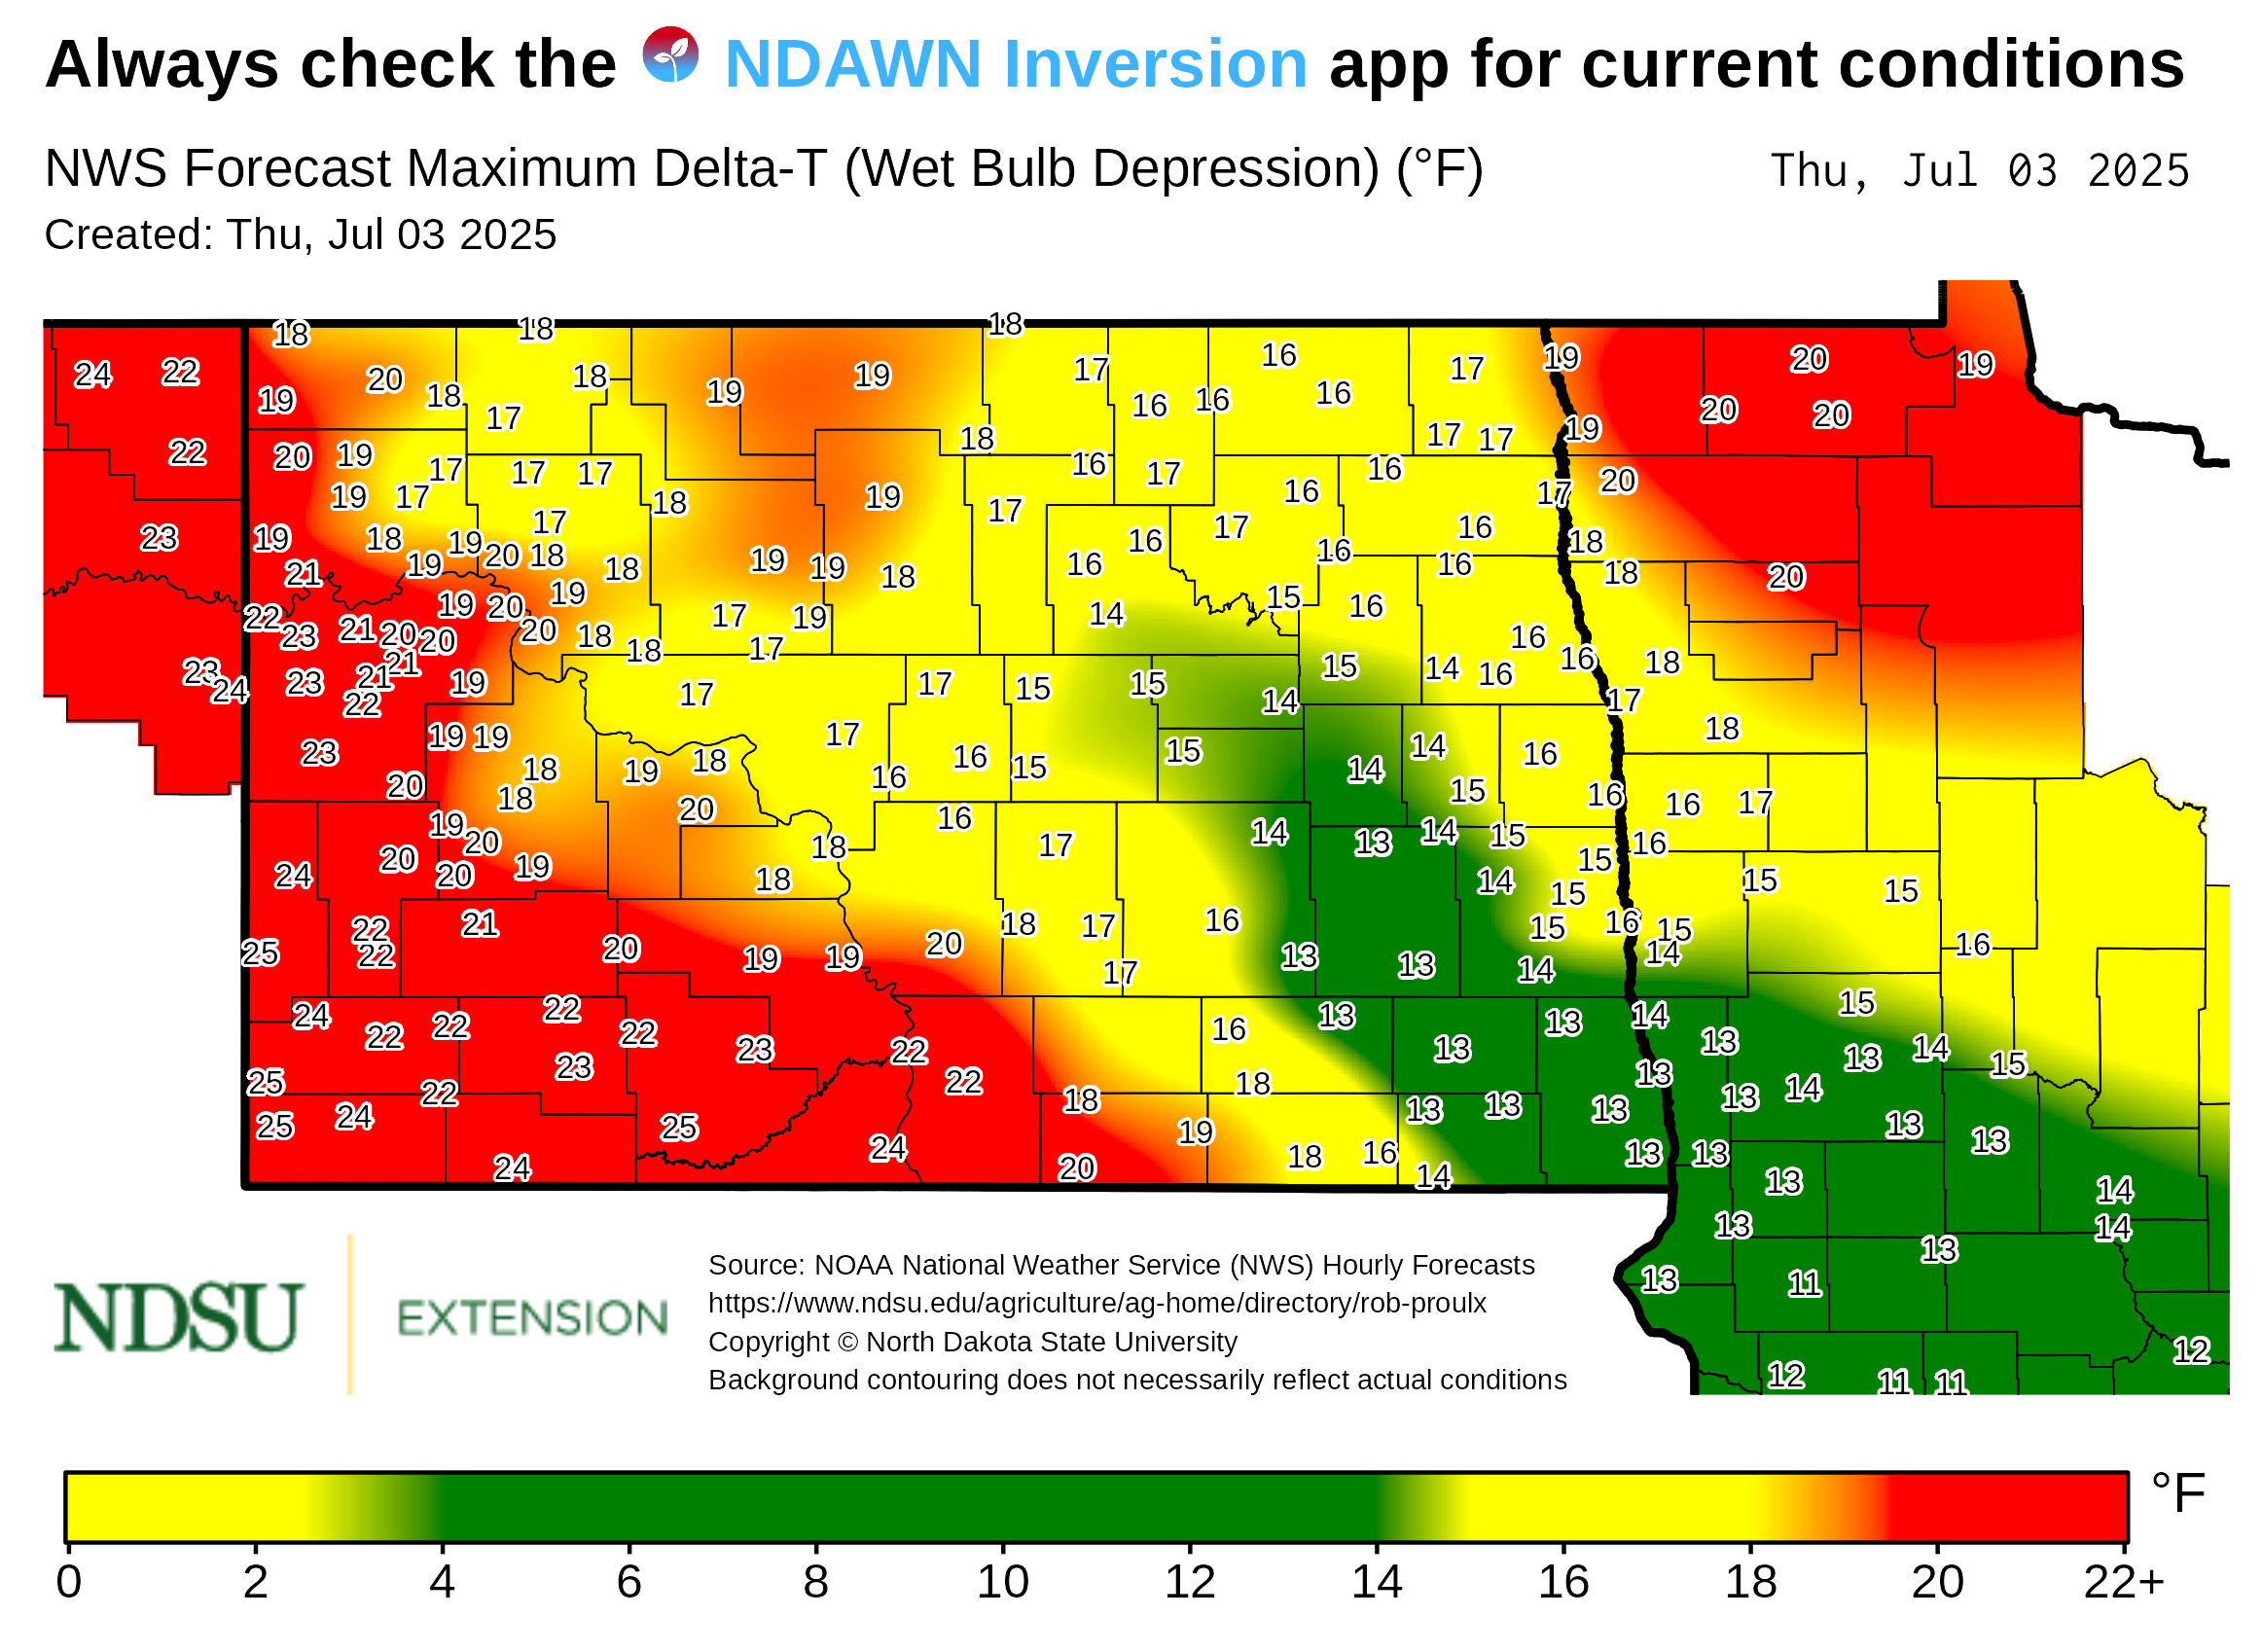 Always check the NDAWN Inversion app for current conditions
NWS Forecast Maximum Delta-T (Wet Bulb Depression) (°F)
Thu, Jul 03 2025
Created: Thu, Jul 03 2025
18 18 18
24 22 20 18 19 17 16 17 19 20 19
19 18 17 19 16 16 16 20 20
22 20 19 17 17 17 18 16 17 16 17 17 19
19 17 18 19 17 16 17 20
23 19 18 19 17 20 18 16 17 16 16 18
21 19 18 19 19 18 16 16 18 20
22 19 20 19 17 19 14 15 16
23 21 20 20 20 18 18 17 16 16
23 24 23 21 21 19 17 17 15 15 15 14 16 18
22 14 17
23 19 19 18 17 16 15 15 14 14 16 18
20 18 18 19 20 16 15 16 16 17
19 20 16 14 13 14 15 16
24 20 20 19 18 18 17 14 15 15 15 15
22 22 21 20 18 17 16 15 16 15 14
25 19 19 20 17 13 13 14 16
24 22 22 22 22 23 22 16 13 13 13 14 13 15
25 22 23 22 18 18 13 13 14 13 14 15
25 24 25 24 19 13 13 13 13 13
24 20 18 16 14 13 13 13 14
13 14
13 11 13
12 12 11 11
NDSU
EXTENSION
Source: NOAA National Weather Service (NWS) Hourly Forecasts
https://www.ndsu.edu/agriculture/ag-home/directory/rob-proulx
Copyright © North Dakota State University
Background contouring does not necessarily reflect actual conditions
°F
0 2 4 6 8 10 12 14 16 18 20 22+